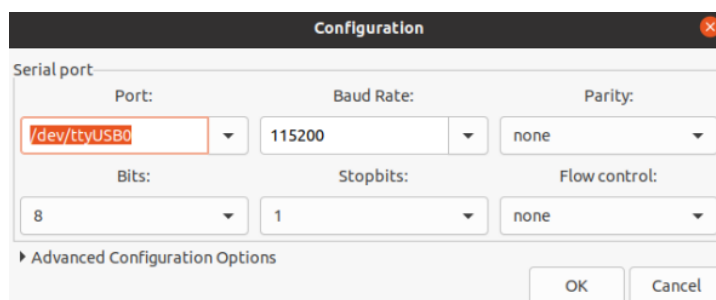 Configuration
Serial port
Port: Baud Rate: Parity:
/dev/ttyUSB0 115200 none
Bits: Stopbits: Flow control:
8 1 none
Advanced Configuration Options
OK Cancel